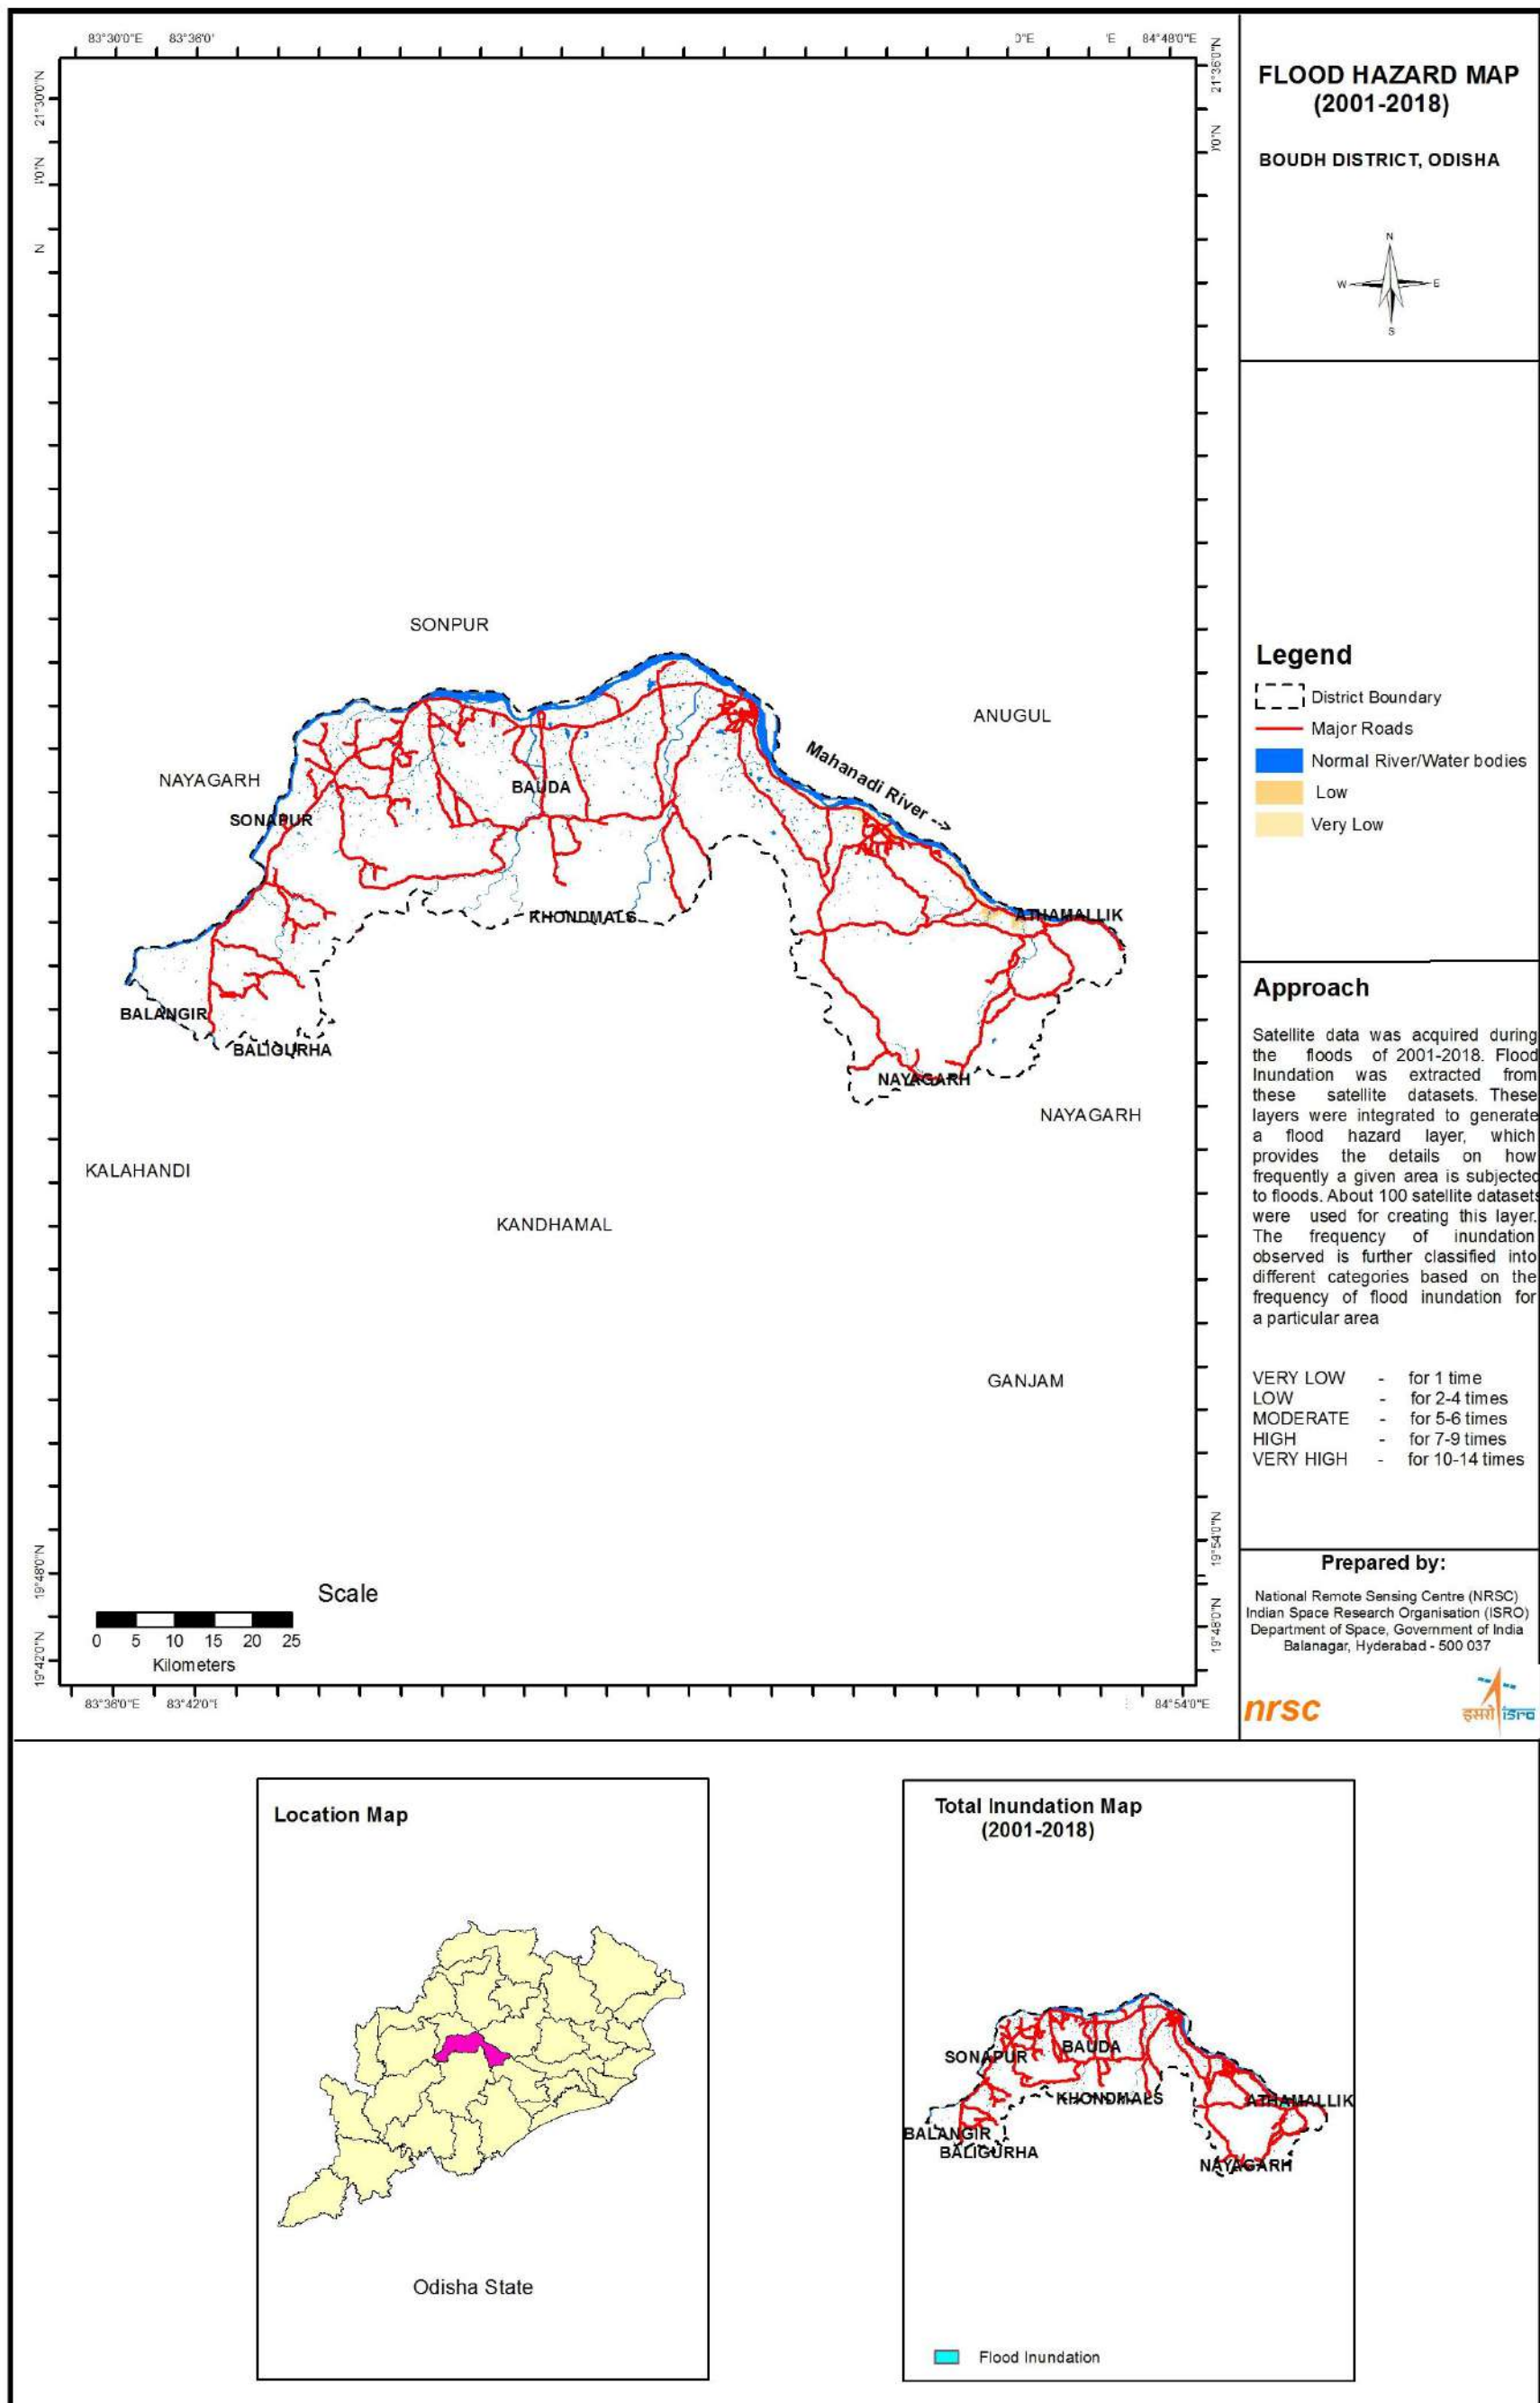 83°30'0"E 83°36'0' 0"E 'E 84°48'0"E
21°30'0"N
21°36'0"N
N
SONPUR
ANUGUL
Mahanadi River -->
NAYAGARH
BAUDA
SONAPUR
KHONDMALS
ATHAMALLIK
BALANGIR
BALIGURHA
NAYAGARH
NAYAGARH
KALAHANDI
KANDHAMAL
GANJAM
19°54'0"N
19°48'0"N
19°48'0"N
19°42'0"N
Scale
0 5 10 15 20 25
Kilometers
83°36'0"E 83°42'0"E 84°54'0"E
FLOOD HAZARD MAP
(2001-2018)
BOUDH DISTRICT, ODISHA
N
W E
S
Legend
District Boundary
Major Roads
Normal River/Water bodies
Low
Very Low
Approach
Satellite data was acquired during
the floods of 2001-2018. Flood
Inundation was extracted from
these satellite datasets. These
layers were integrated to generate
a flood hazard layer, which
provides the details on how
frequently a given area is subjected
to floods. About 100 satellite datasets
were used for creating this layer.
The frequency of inundation
observed is further classified into
different categories based on the
frequency of flood inundation for
a particular area
VERY LOW - for 1 time
LOW - for 2-4 times
MODERATE - for 5-6 times
HIGH - for 7-9 times
VERY HIGH - for 10-14 times
Prepared by:
National Remote Sensing Centre (NRSC)
Indian Space Research Organisation (ISRO)
Department of Space, Government of India
Balanagar, Hyderabad - 500 037
nrsc
इसरो isro
Location Map
Odisha State
Total Inundation Map
(2001-2018)
SONAPUR
BAUDA
KHONDMALS
ATHAMALLIK
BALANGIR
BALIGURHA
NAYAGARH
Flood Inundation